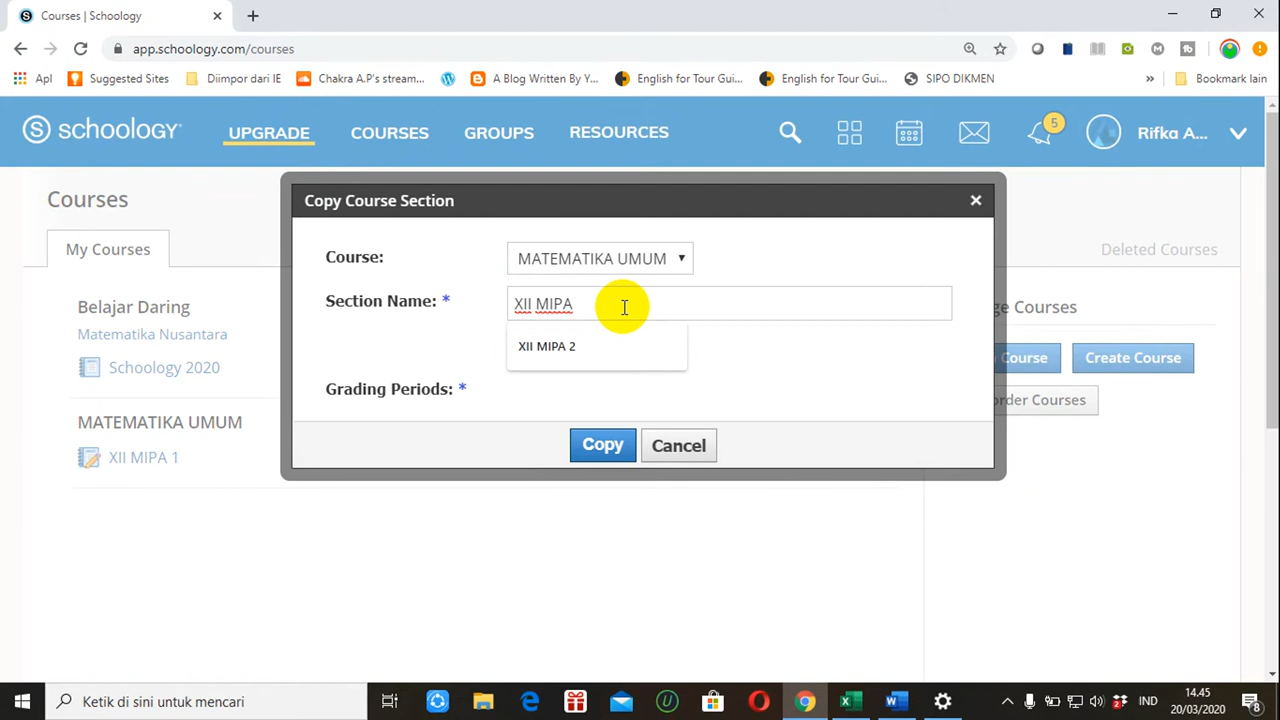 Courses | Schoology
app.schoology.com/courses
Apl
Suggested Sites
Diimpor dari IE
Chakra A.P's stream...
A Blog Written By Y...
English for Tour Gui...
English for Tour Gui...
SIPO DIKMEN
»
Bookmark lain
S schoology
UPGRADE
COURSES
GROUPS
RESOURCES
5
Rifka A...
Courses
My Courses
Deleted Courses
Copy Course Section
Course:
MATEMATIKA UMUM
Section Name: *
XII MIPA
XII MIPA 2
Grading Periods: *
Copy
Cancel
Belajar Daring
Matematika Nusantara
Schoology 2020
MATEMATIKA UMUM
XII MIPA 1
ge Courses
Course
Create Course
order Courses
Ketik di sini untuk mencari
IND
14.45
20/03/2020
8